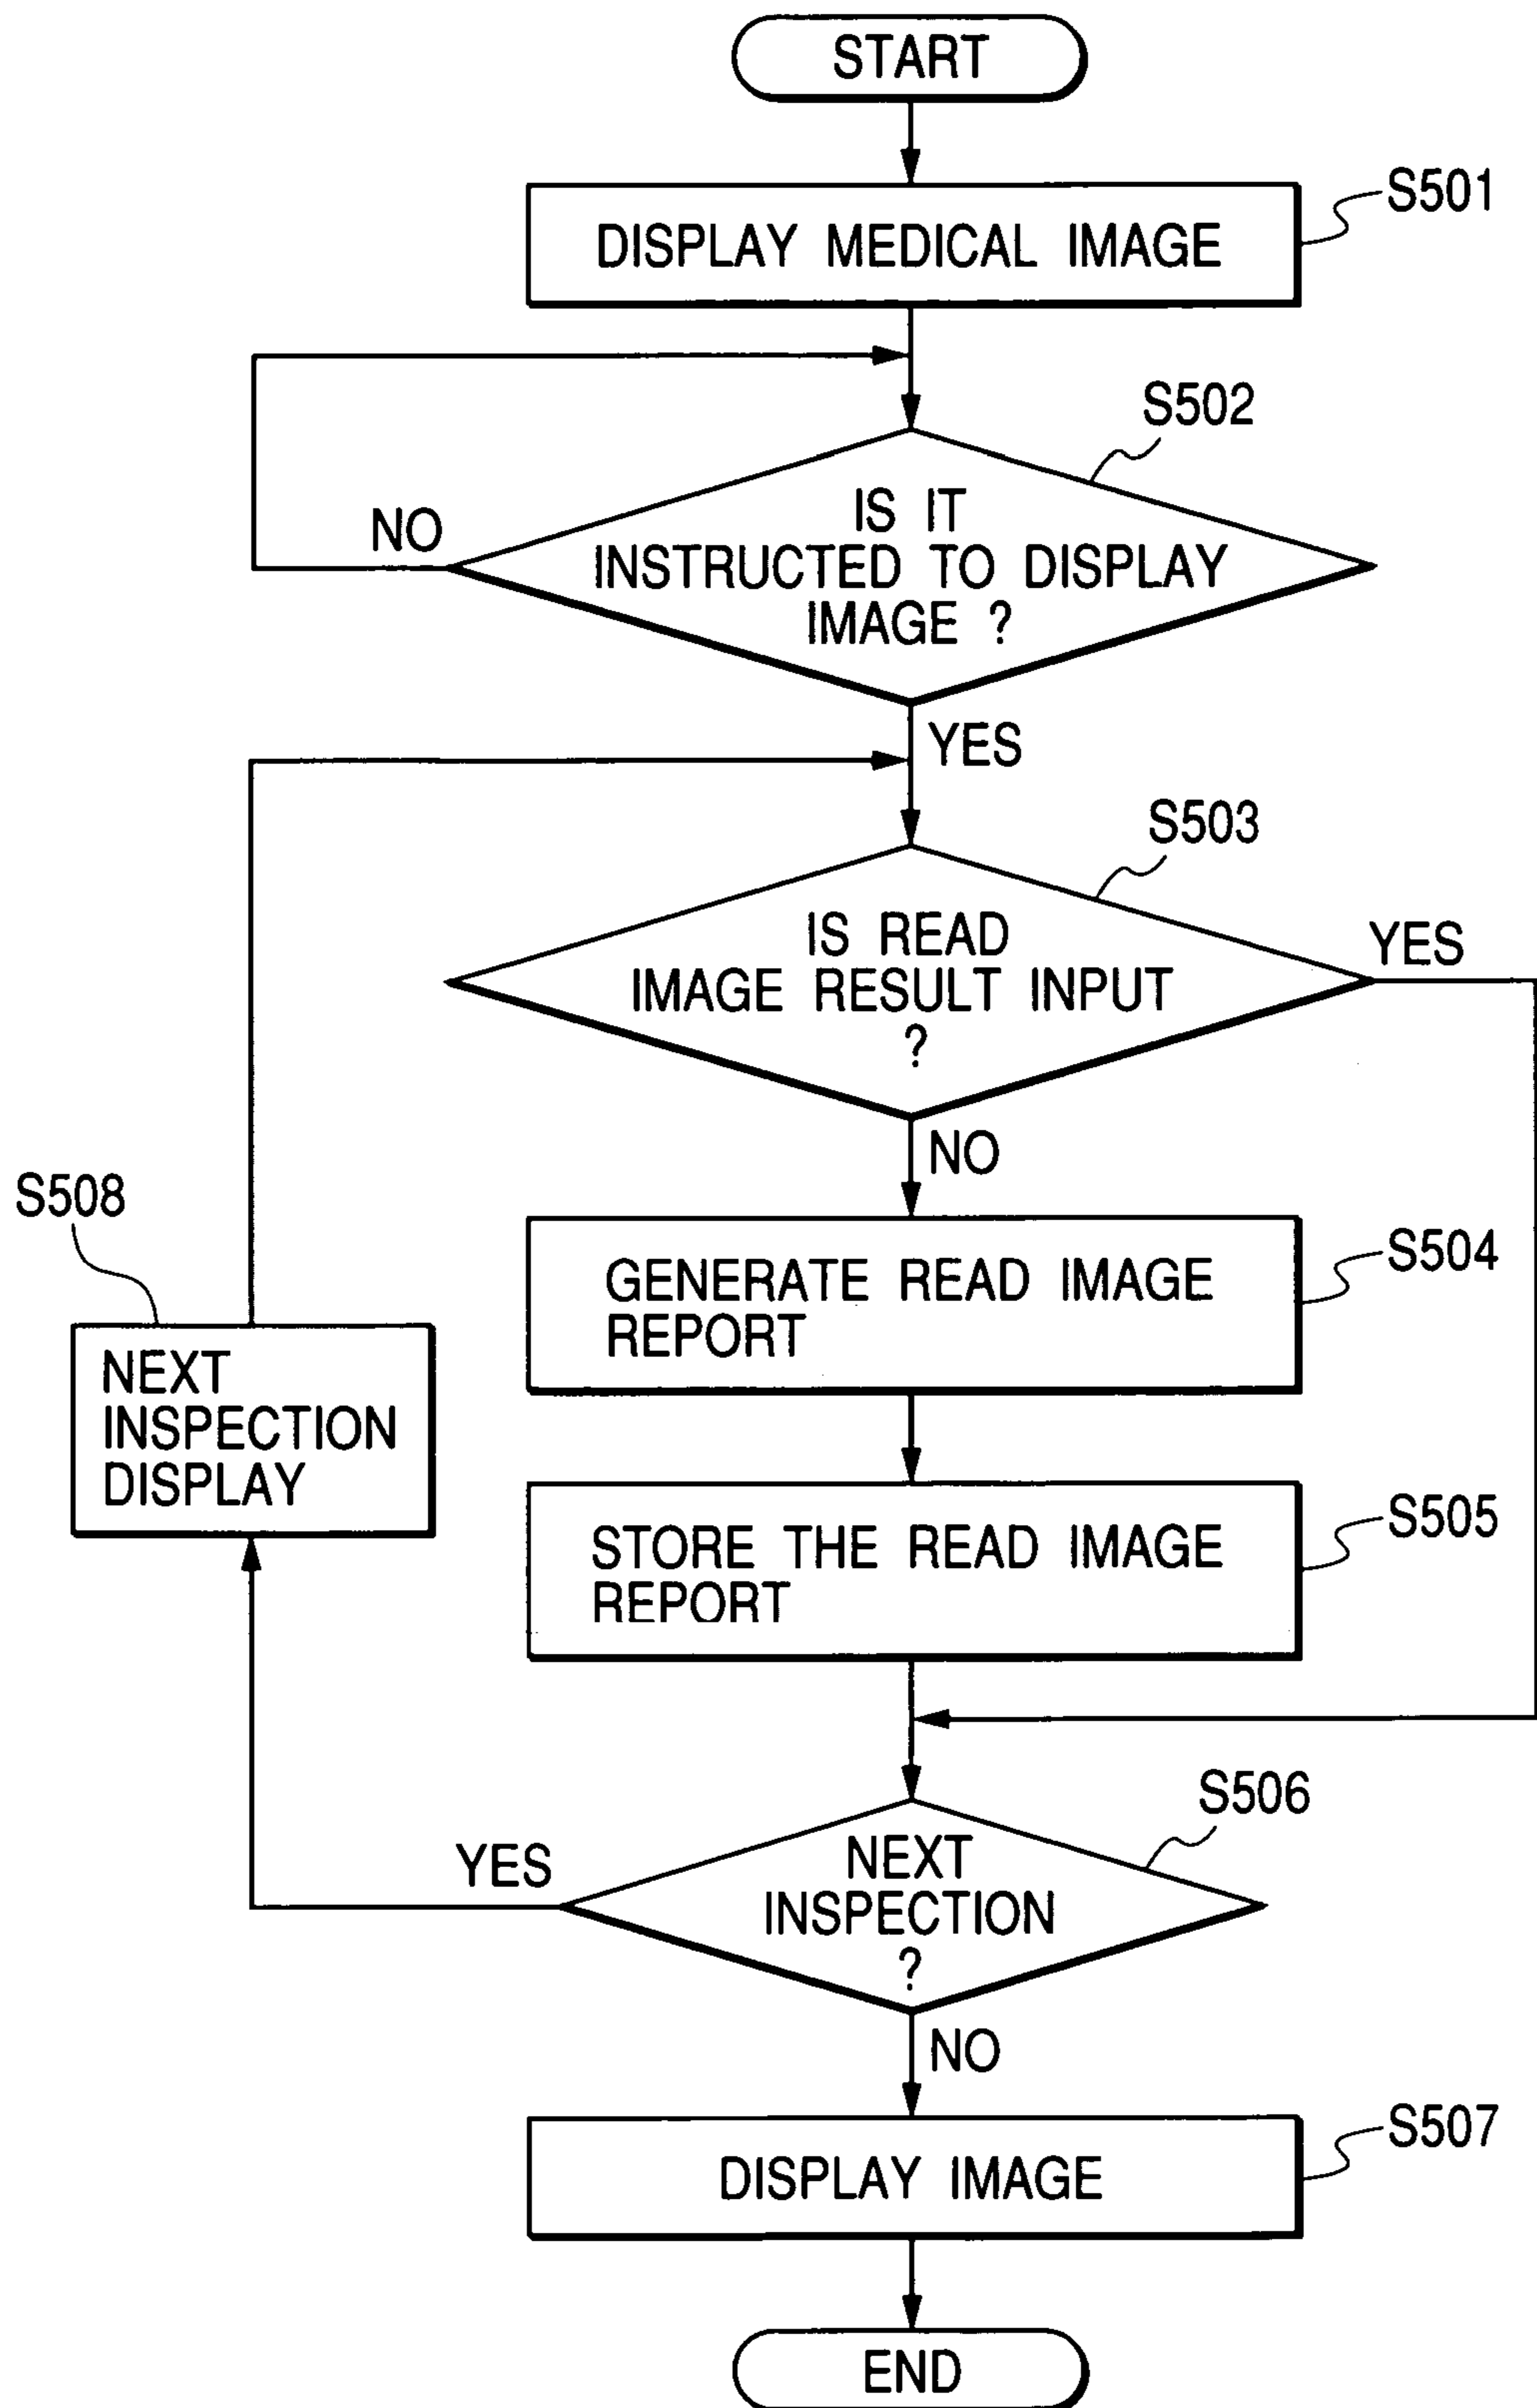 START
S501
DISPLAY MEDICAL IMAGE
S502
IS IT
NO
INSTRUCTED TO DISPLAY
IMAGE ?
YES
S503
IS READ
YES
IMAGE RESULT INPUT
?
NO
S508
S504
GENERATE READ IMAGE
REPORT
NEXT
INSPECTION
DISPLAY
S505
STORE THE READ IMAGE
REPORT
S506
YES
NEXT
INSPECTION
?
NO
S507
DISPLAY IMAGE
END